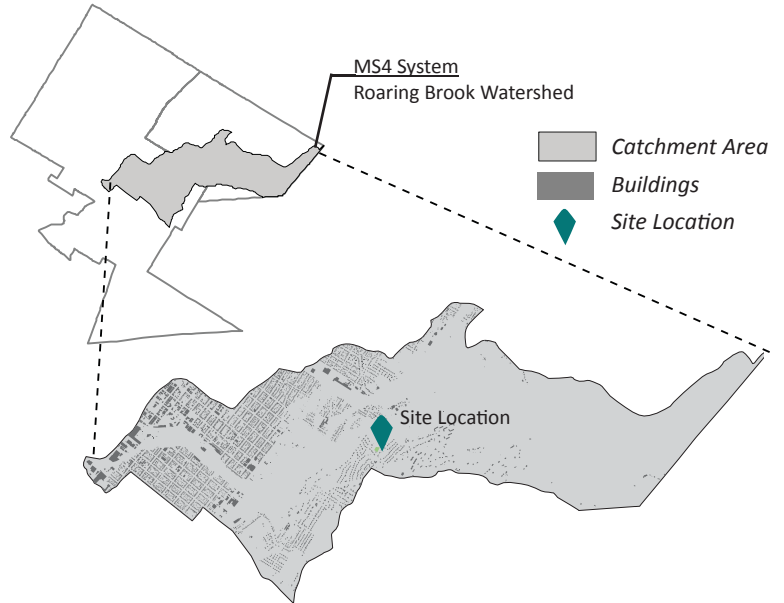 MS4 System
Roaring Brook Watershed
Catchment Area
Buildings
Site Location
Site Location